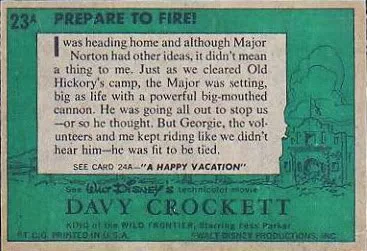 23A PREPARE TO FIRE!
I was heading home and although Major
Norton had other ideas, it didn't mean
a thing to me. Just as we cleared Old
Hickory's camp, the Major was setting,
big as life with a powerful big-mouthed
cannon. He was going all out to stop us
—or so he thought. But Georgie, the vol-
unteers and me kept riding like we didn't
hear him—he was fit to be tied.
SEE CARD 24A—"A HAPPY VACATION"
See Walt Disney's technicolor movie
DAVY CROCKETT
KING of the WILD FRONTIER, Starring Fess Parker
©T.C.G. PRINTED IN U.S.A. ©WALT DISNEY PRODUCTIONS, INC.